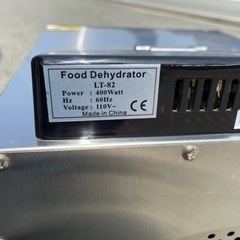 Food Dehydrator
LT-82
Power : 400Watt
Hz : 60Hz
Voltage : 110V~
Made in China